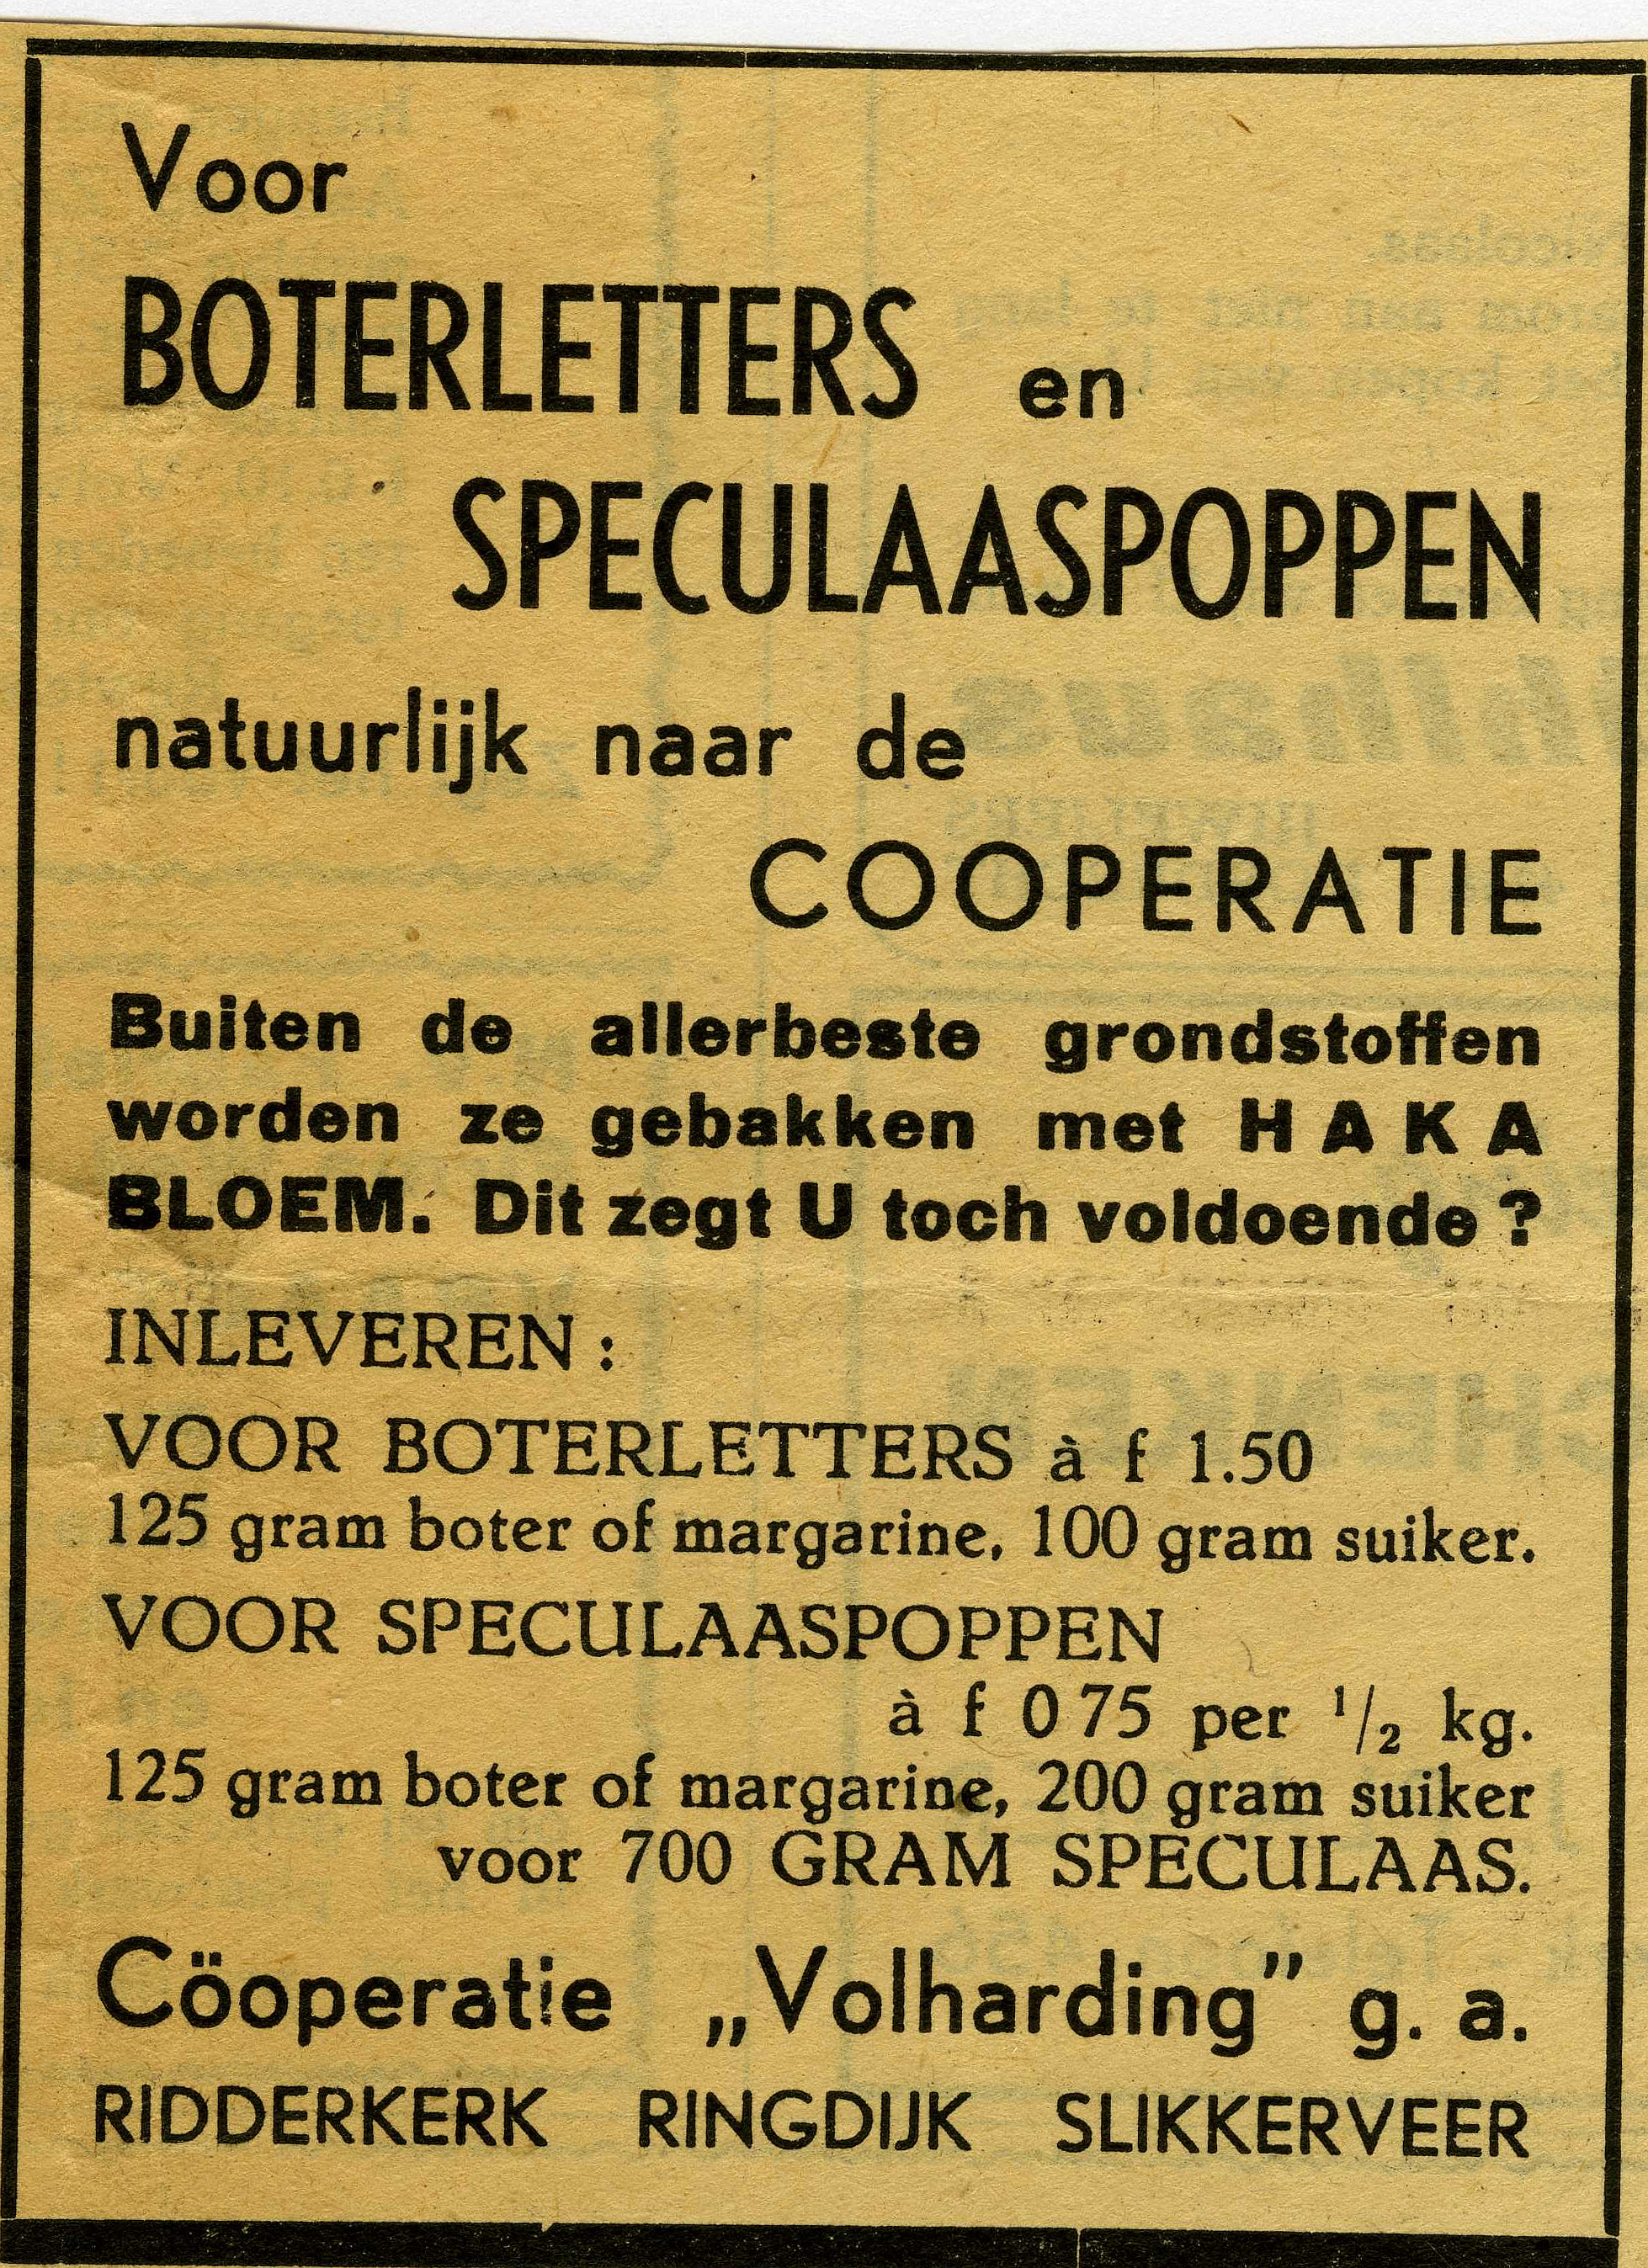 Voor
BOTERLETTERS en
SPECULAASPOPPEN
natuurlijk naar de
COOPERATIE
Buiten de allerbeste grondstoffen
worden ze gebakken met HAKA
BLOEM. Dit zegt U toch voldoende ?
INLEVEREN :
VOOR BOTERLETTERS à f 1.50
125 gram boter of margarine, 100 gram suiker.
VOOR SPECULAASPOPPEN
à f 0 75 per 1/2 kg.
125 gram boter of margarine, 200 gram suiker
voor 700 GRAM SPECULAAS.
Cöoperatie „Volharding” g. a.
RIDDERKERK RINGDIJK SLIKKERVEER